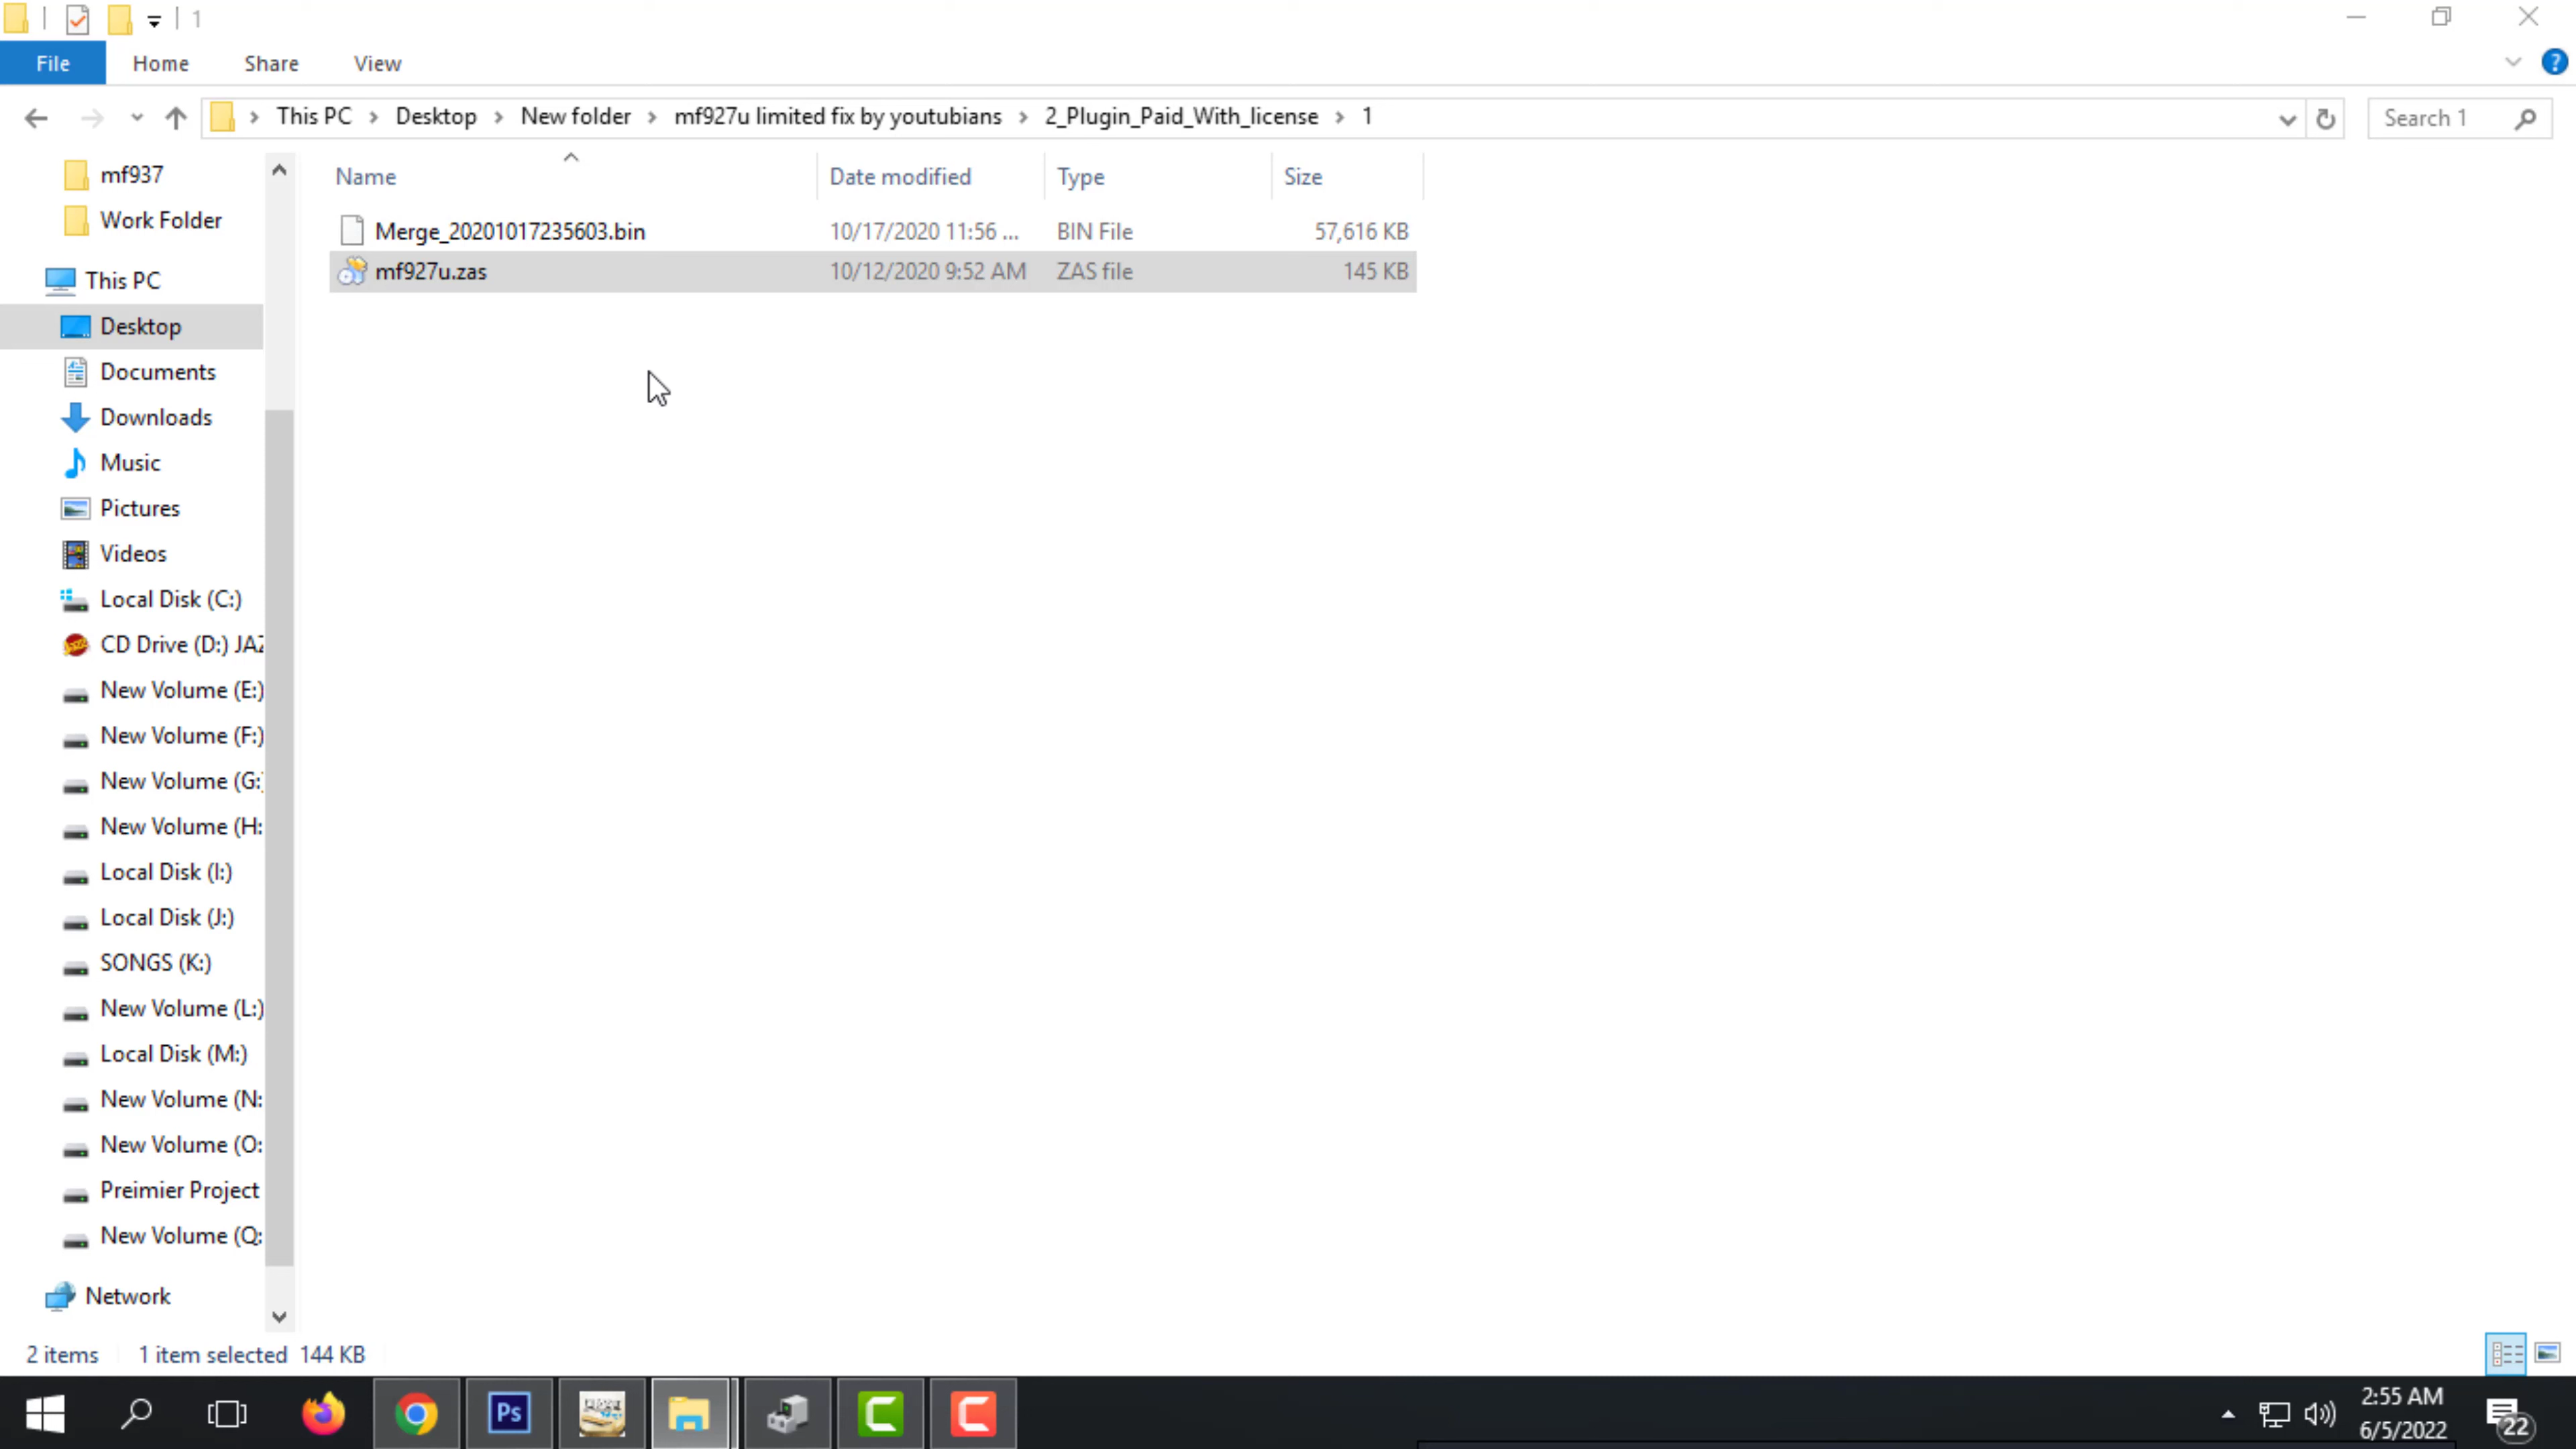 1
File Home Share View
This PC Desktop New folder mf927u limited fix by youtubians 2_Plugin_Paid_With_license 1
Search 1
Name Date modified Type Size
Merge_20201017235603.bin 10/17/2020 11:56 ... BIN File 57,616 KB
mf927u.zas 10/12/2020 9:52 AM ZAS file 145 KB
mf937
Work Folder
This PC
Desktop
Documents
Downloads
Music
Pictures
Videos
Local Disk (C:)
CD Drive (D:) JAZ
New Volume (E:)
New Volume (F:)
New Volume (G:
New Volume (H:
Local Disk (I:)
Local Disk (J:)
SONGS (K:)
New Volume (L:)
Local Disk (M:)
New Volume (N:
New Volume (O:
Preimier Project
New Volume (Q:
Network
2 items 1 item selected 144 KB
Ps
2:55 AM
6/5/2022
22